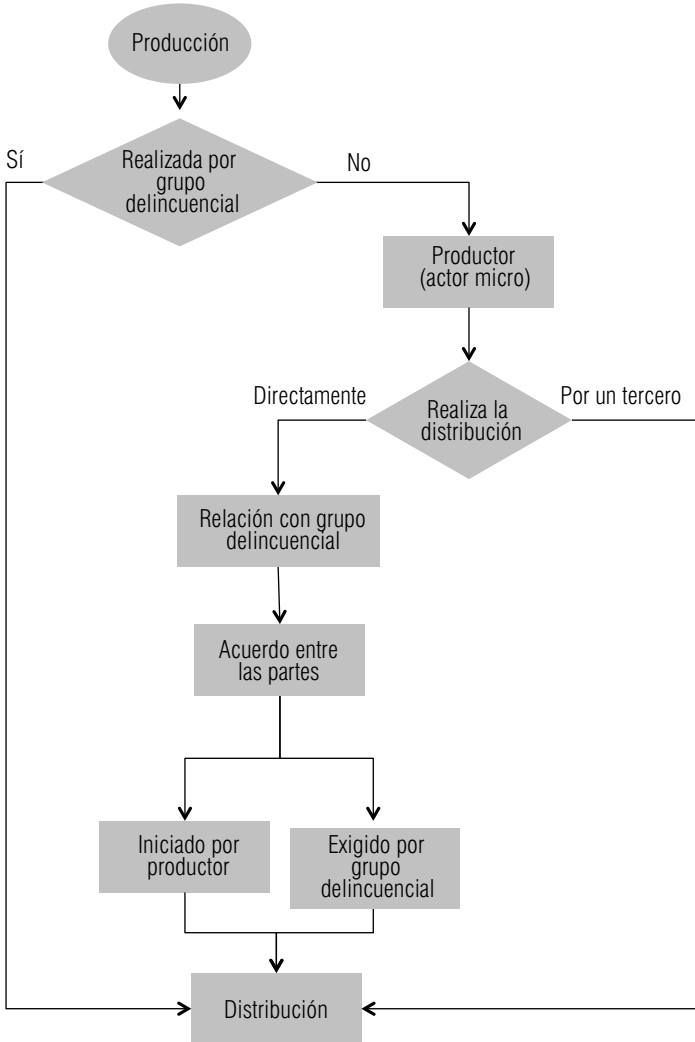 Producción
Sí
Realizada por
grupo
delincuencial
No
Productor
(actor micro)
Directamente
Realiza la
distribución
Por un tercero
Relación con grupo
delincuencial
Acuerdo entre
las partes
Iniciado por
productor
Exigido por
grupo
delincuencial
Distribución